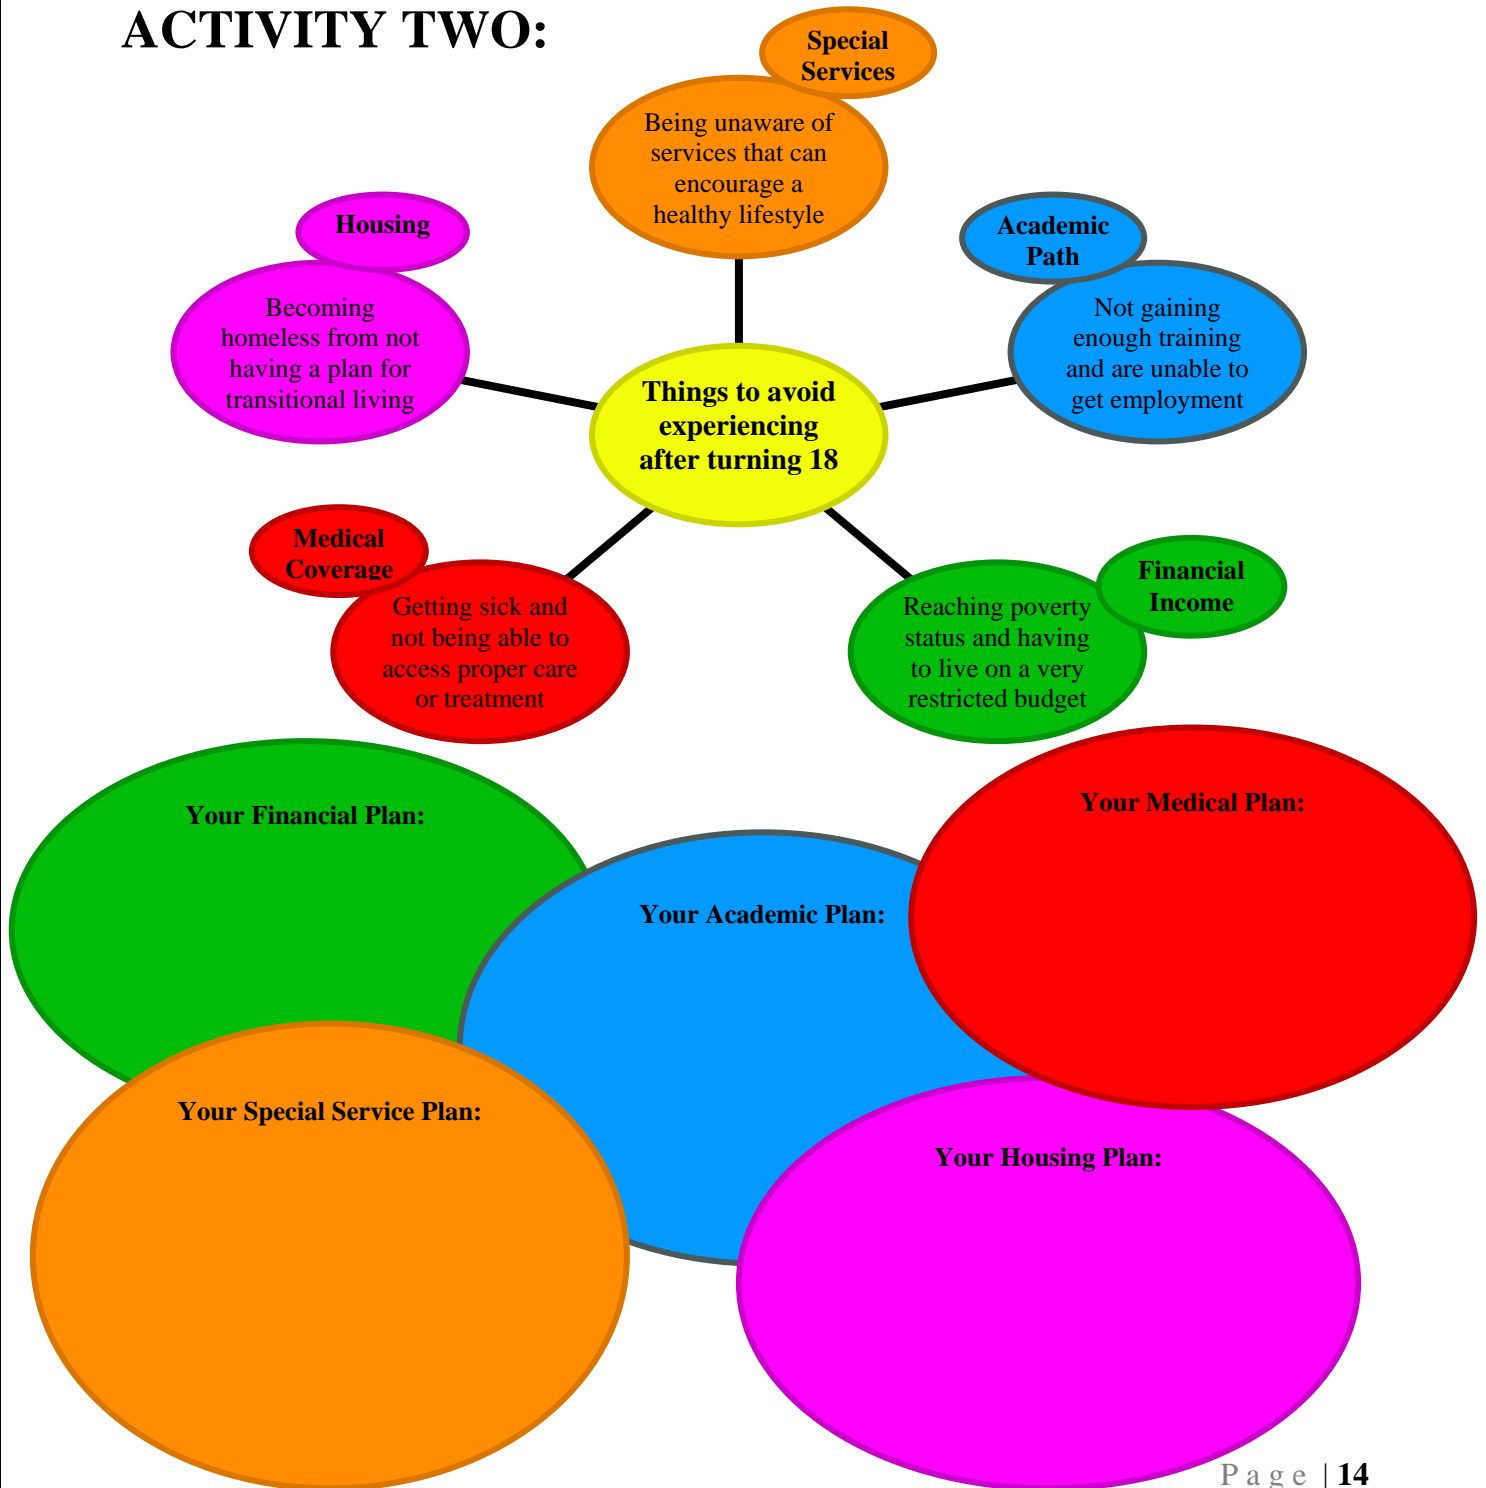 ACTIVITY TWO:
Special
Services
Being unaware of
services that can
encourage a
healthy lifestyle
Housing
Becoming
homeless from not
having a plan for
transitional living
Academic
Path
Not gaining
enough training
and are unable to
get employment
Things to avoid
experiencing
after turning 18
Medical
Coverage
Getting sick and
not being able to
access proper care
or treatment
Financial
Income
Reaching poverty
status and having
to live on a very
restricted budget
Your Financial Plan:
Your Medical Plan:
Your Academic Plan:
Your Special Service Plan:
Your Housing Plan:
Page | 14